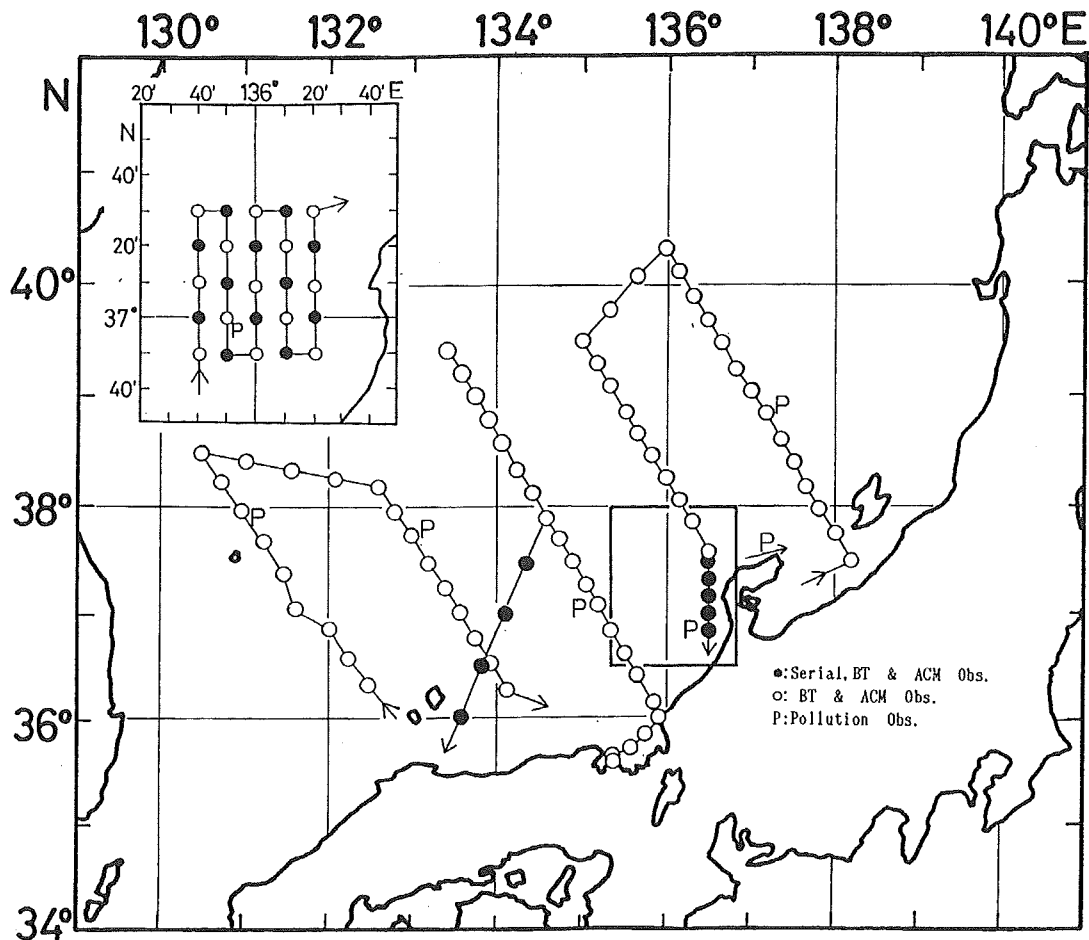 130° 132° 134° 136° 138° 140°E
N
20' 40' 136° 20' 40' E
N
40'
20'
37°
P
40'
40°
P
38°
P
P
P
P
P
●:Serial, BT & ACM Obs.
○: BT & ACM Obs.
P:Pollution Obs.
36°
34°